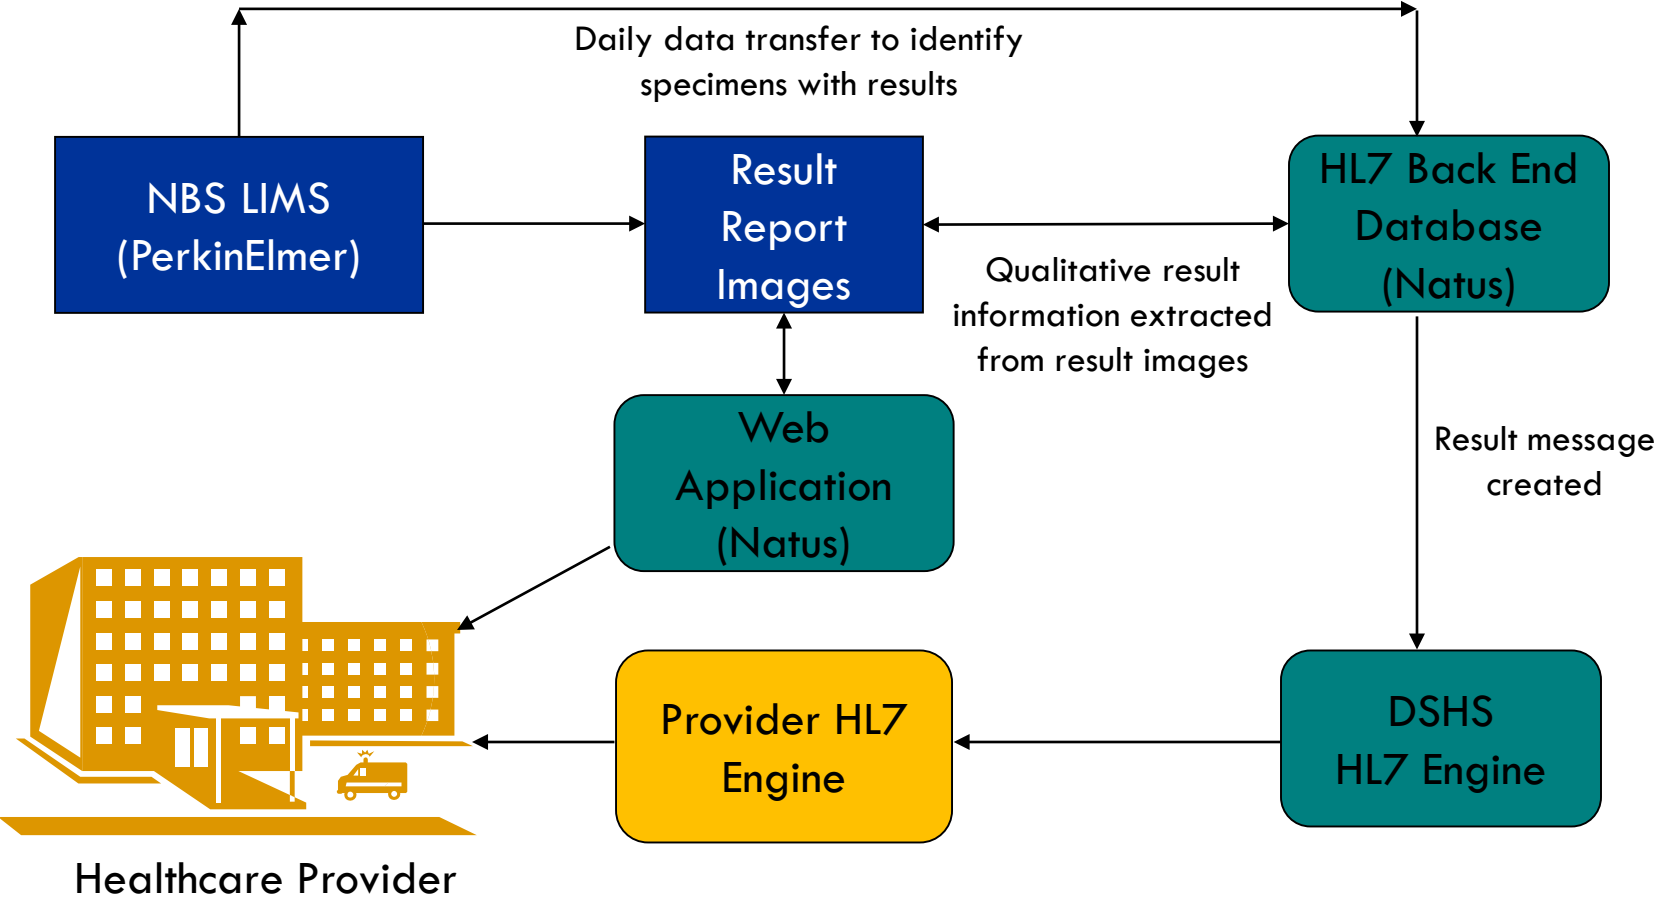 Daily data transfer to identify
specimens with results
NBS LIMS
(PerkinElmer)
Result
Report
Images
HL7 Back End
Database
(Natus)
Qualitative result
information extracted
from result images
Web
Application
(Natus)
Result message
created
Provider HL7
Engine
DSHS
HL7 Engine
Healthcare Provider